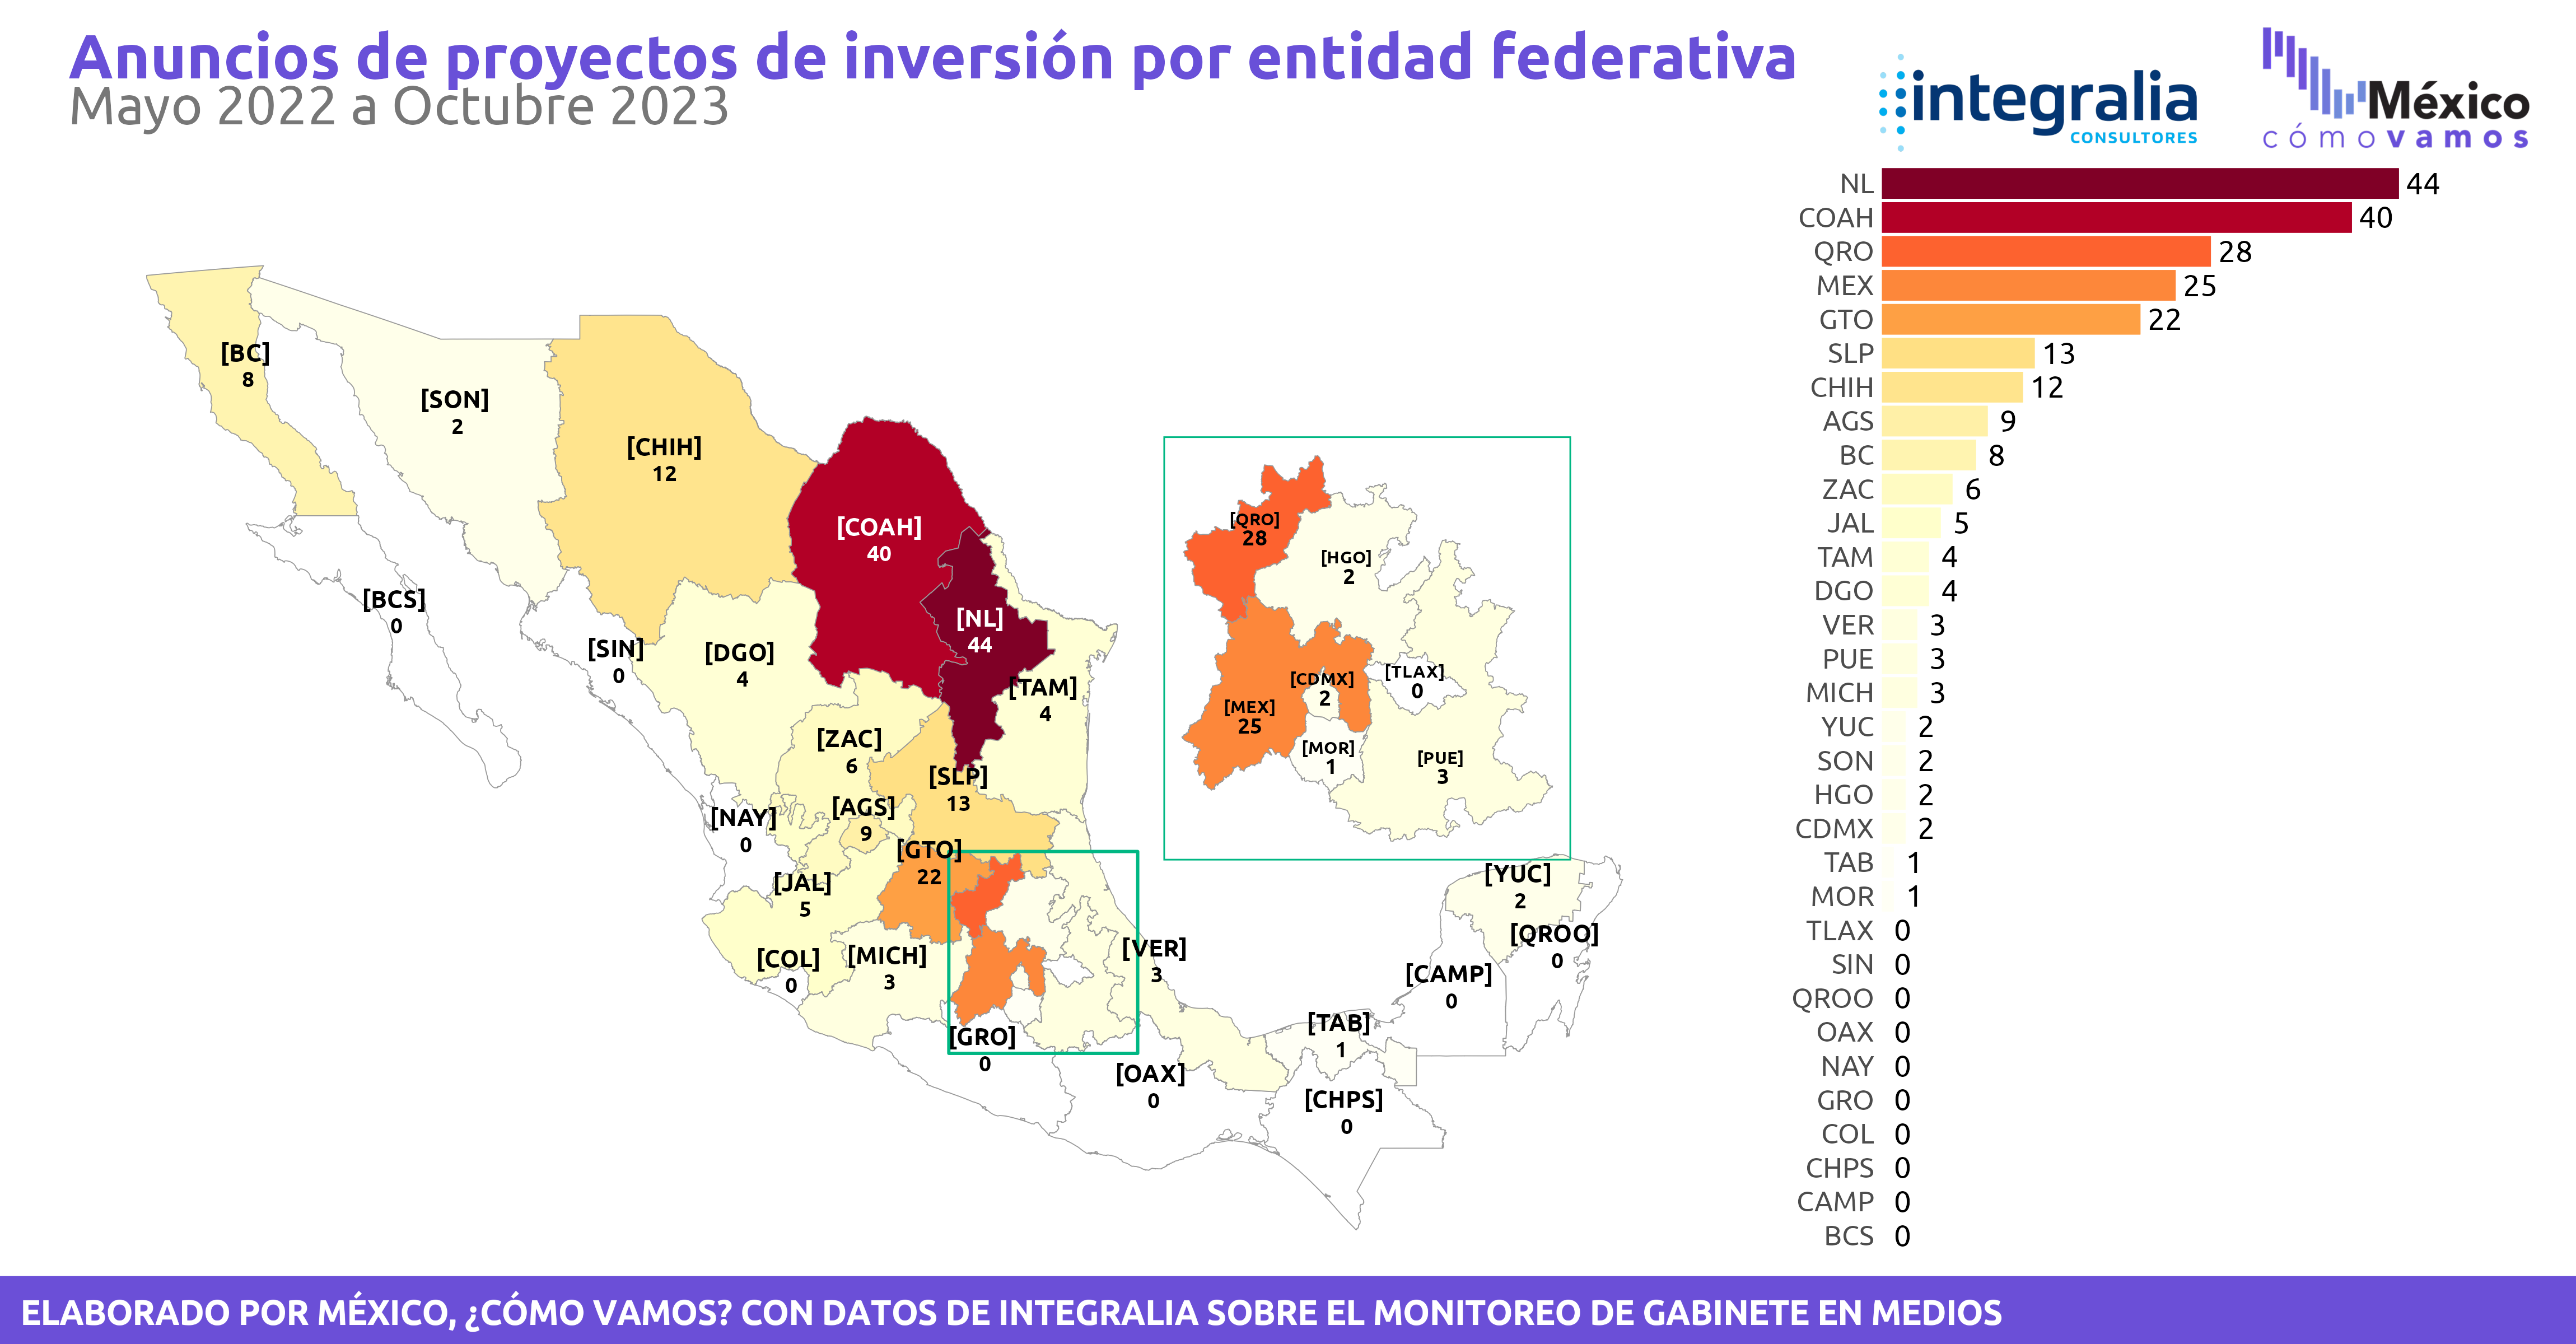 Anuncios de proyectos de inversión por entidad federativa
Mayo 2022 a Octubre 2023
integralia
CONSULTORES
México
cómovamos
[BC]
8
[SON]
2
[CHIH]
12
[COAH]
40
[NL]
44
[BCS]
0
[SIN]
0
[DGO]
4
[TAM]
4
[ZAC]
6
[SLP]
13
[NAY]
0
[AGS]
9
[GTO]
22
[JAL]
5
[COL]
0
[MICH]
3
[VER]
3
[GRO]
0
[OAX]
0
[TAB]
1
[CHPS]
0
[CAMP]
0
[YUC]
2
[QROO]
0
[QRO]
28
[HGO]
2
[TLAX]
0
[CDMX]
2
[MEX]
25
[MOR]
1
[PUE]
3
NL 44
COAH 40
QRO 28
MEX 25
GTO 22
SLP 13
CHIH 12
AGS 9
BC 8
ZAC 6
JAL 5
TAM 4
DGO 4
VER 3
PUE 3
MICH 3
YUC 2
SON 2
HGO 2
CDMX 2
TAB 1
MOR 1
TLAX 0
SIN 0
QROO 0
OAX 0
NAY 0
GRO 0
COL 0
CHPS 0
CAMP 0
BCS 0
ELABORADO POR MÉXICO, ¿CÓMO VAMOS? CON DATOS DE INTEGRALIA SOBRE EL MONITOREO DE GABINETE EN MEDIOS